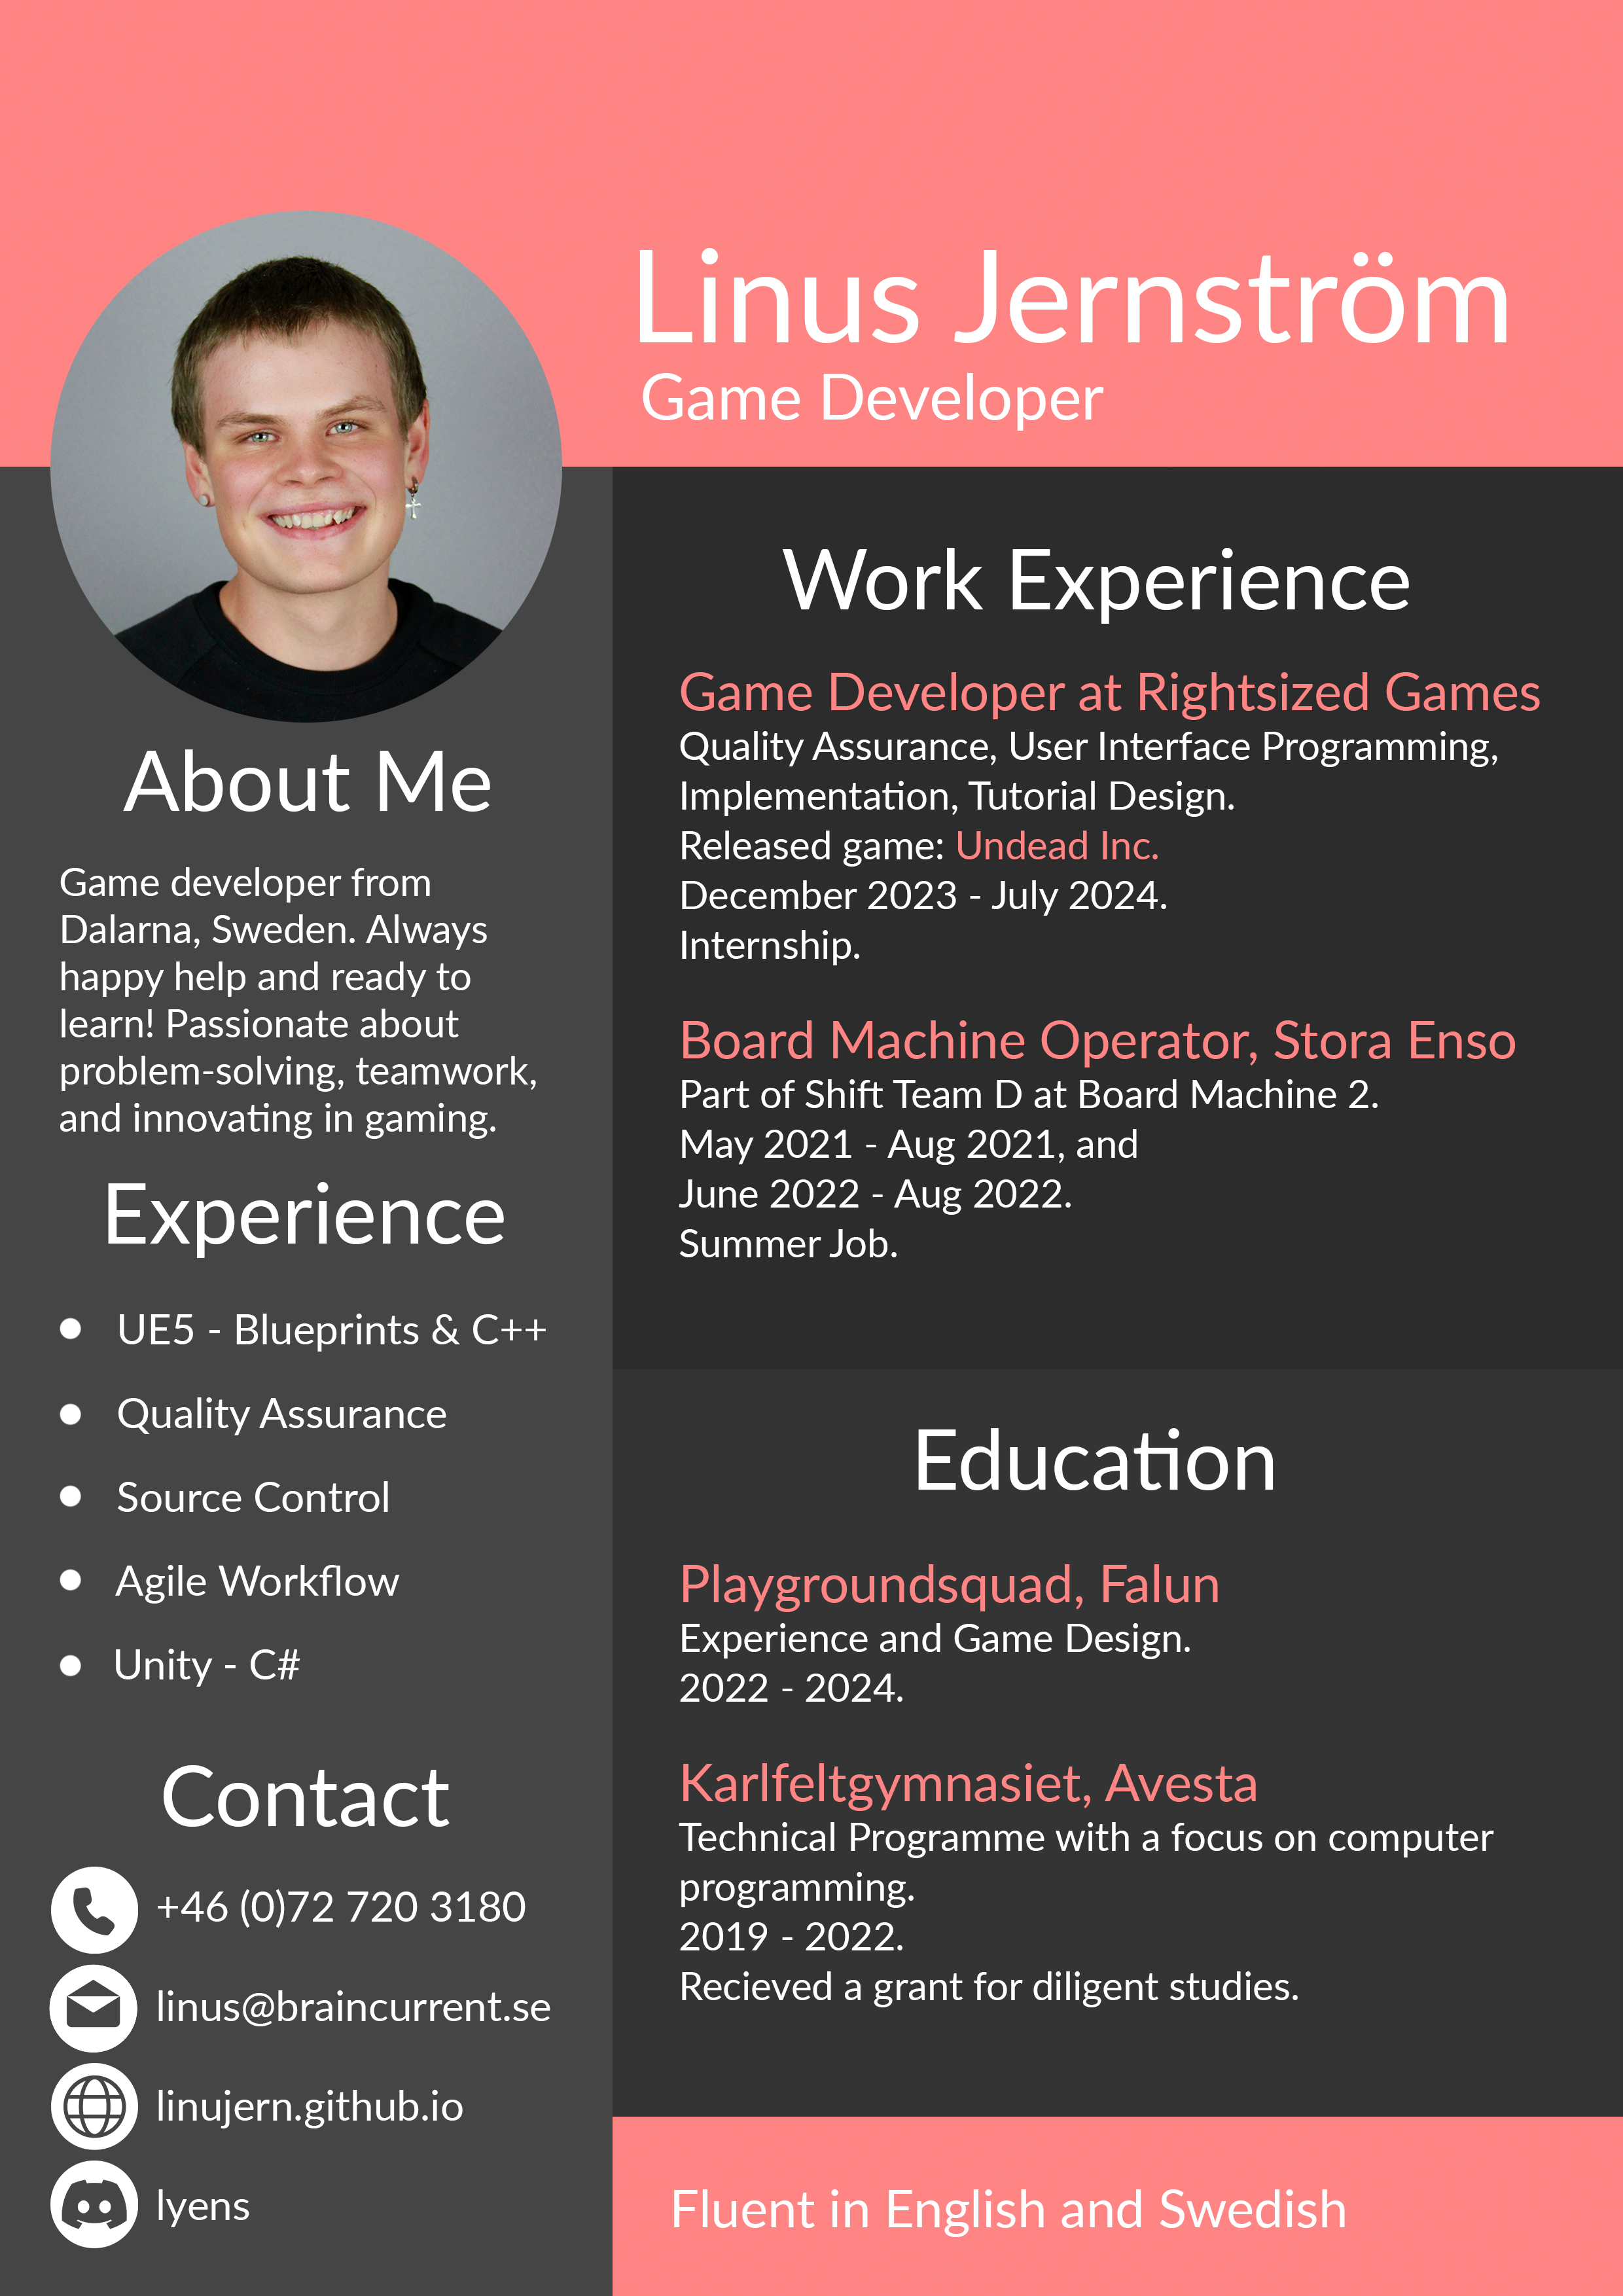 Linus Jernström
Game Developer
About Me
Game developer from
Dalarna, Sweden. Always
happy help and ready to
learn! Passionate about
problem-solving, teamwork,
and innovating in gaming.
Experience
UE5 - Blueprints & C++
Quality Assurance
Source Control
Agile Workflow
Unity - C#
Contact
+46 (0)72 720 3180
linus@braincurrent.se
linujern.github.io
lyens
Work Experience
Game Developer at Rightsized Games
Quality Assurance, User Interface Programming,
Implementation, Tutorial Design.
Released game: Undead Inc.
December 2023 - July 2024.
Internship.
Board Machine Operator, Stora Enso
Part of Shift Team D at Board Machine 2.
May 2021 - Aug 2021, and
June 2022 - Aug 2022.
Summer Job.
Education
Playgroundsquad, Falun
Experience and Game Design.
2022 - 2024.
Karlfeltgymnasiet, Avesta
Technical Programme with a focus on computer
programming.
2019 - 2022.
Recieved a grant for diligent studies.
Fluent in English and Swedish